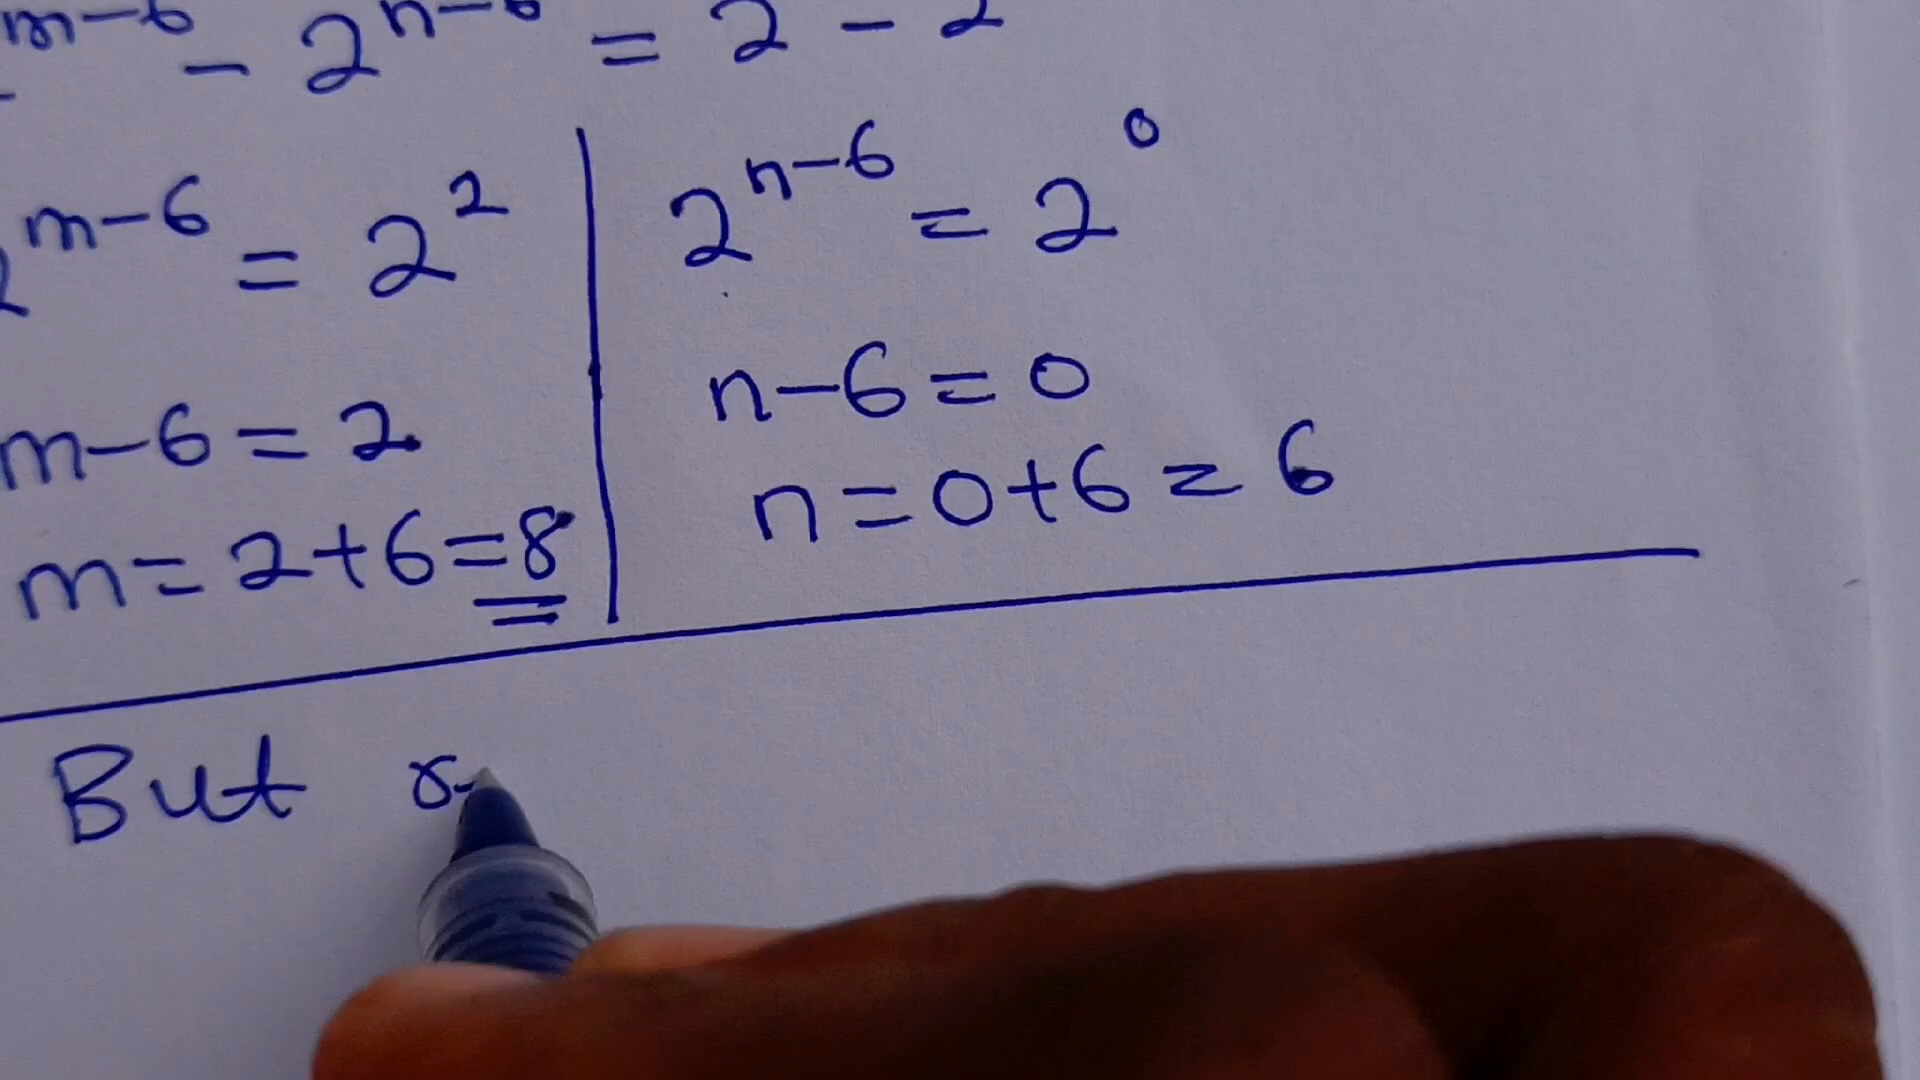 m-6 - 2^{n-6} = 2 - 2
2^{m-6} = 2^2 | 2^{n-6} = 2^0
m-6=2 | n-6=0
m=2+6=8 | n=0+6=6
But